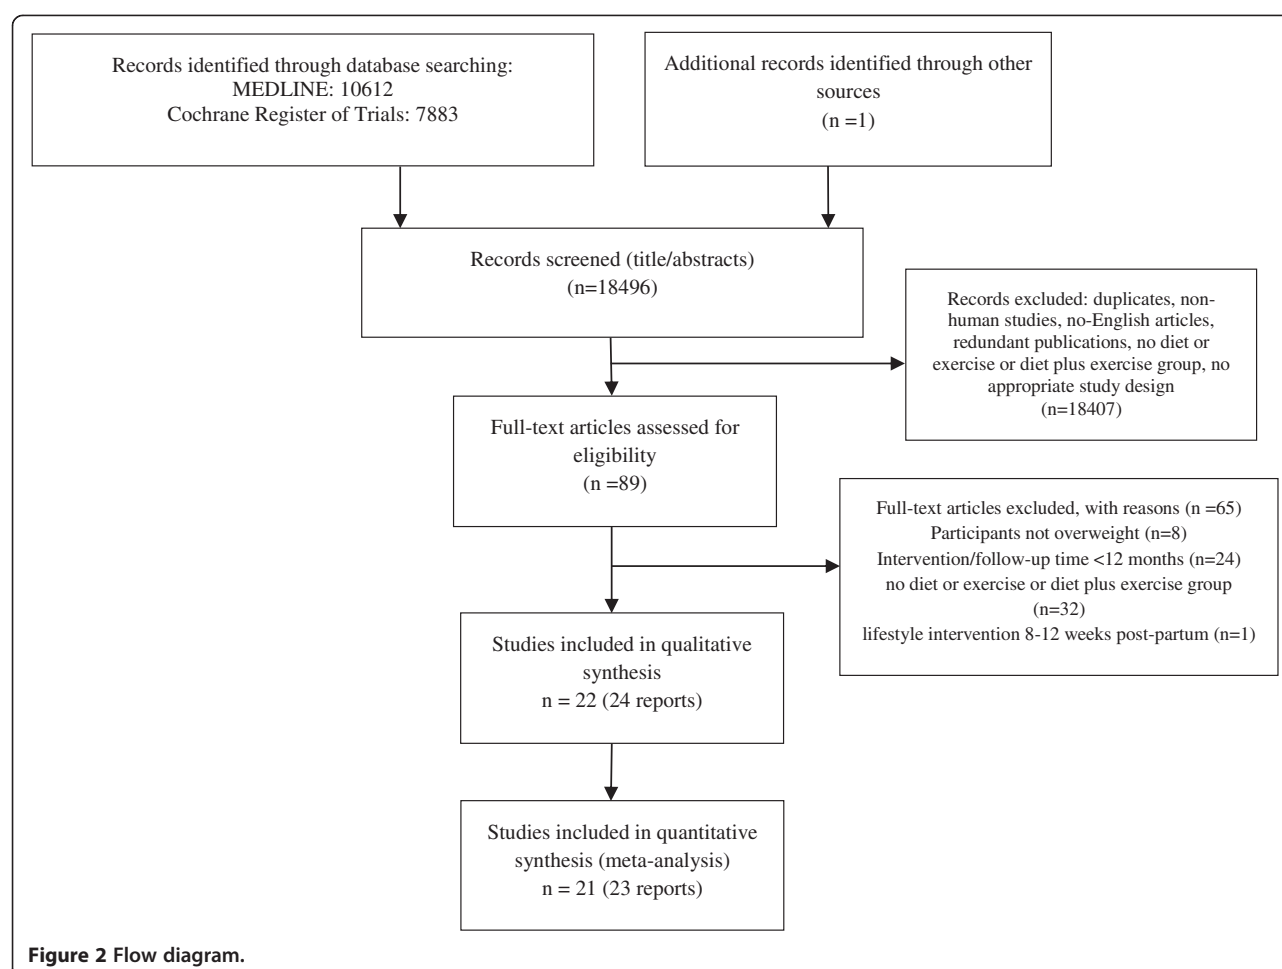 Records identified through database searching:
MEDLINE: 10612
Cochrane Register of Trials: 7883
Additional records identified through other
sources
(n =1)
Records screened (title/abstracts)
(n=18496)
Records excluded: duplicates, non-
human studies, no-English articles,
redundant publications, no diet or
exercise or diet plus exercise group, no
appropriate study design
(n=18407)
Full-text articles assessed for
eligibility
(n =89)
Full-text articles excluded, with reasons (n =65)
Participants not overweight (n=8)
Intervention/follow-up time <12 months (n=24)
no diet or exercise or diet plus exercise group
(n=32)
lifestyle intervention 8-12 weeks post-partum (n=1)
Studies included in qualitative
synthesis
n = 22 (24 reports)
Studies included in quantitative
synthesis (meta-analysis)
n = 21 (23 reports)
Figure 2 Flow diagram.